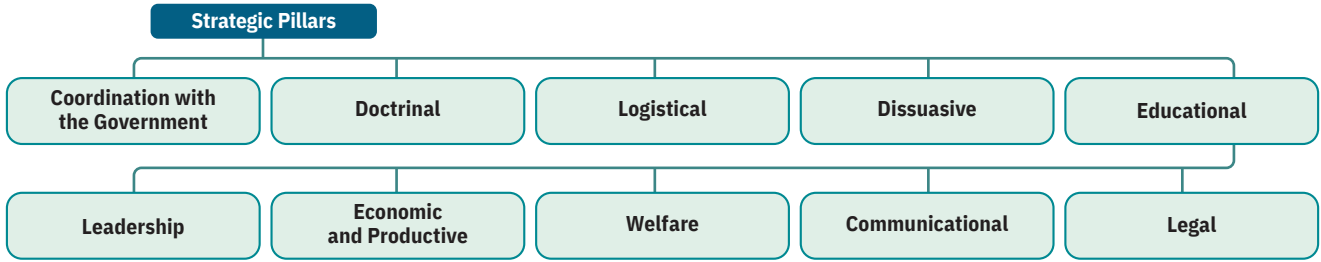 Strategic Pillars
Coordination with
the Government
Doctrinal
Logistical
Dissuasive
Educational
Leadership
Economic
and Productive
Welfare
Communicational
Legal